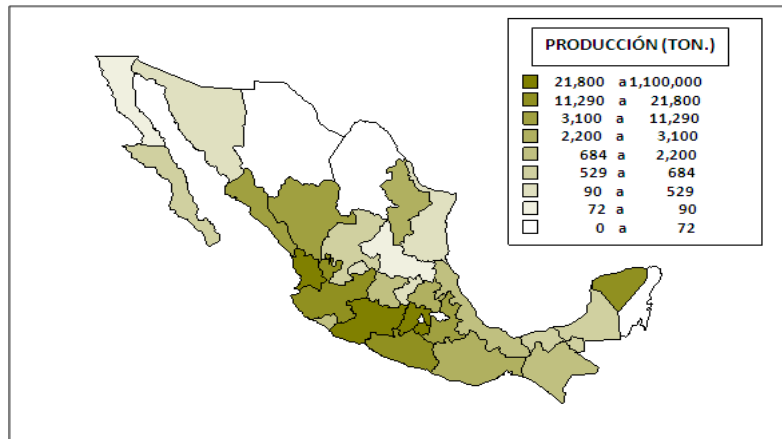 PRODUCCIÓN (TON.)
21,800 a 1,100,000
11,290 a 21,800
3,100 a 11,290
2,200 a 3,100
684 a 2,200
529 a 684
90 a 529
72 a 90
0 a 72